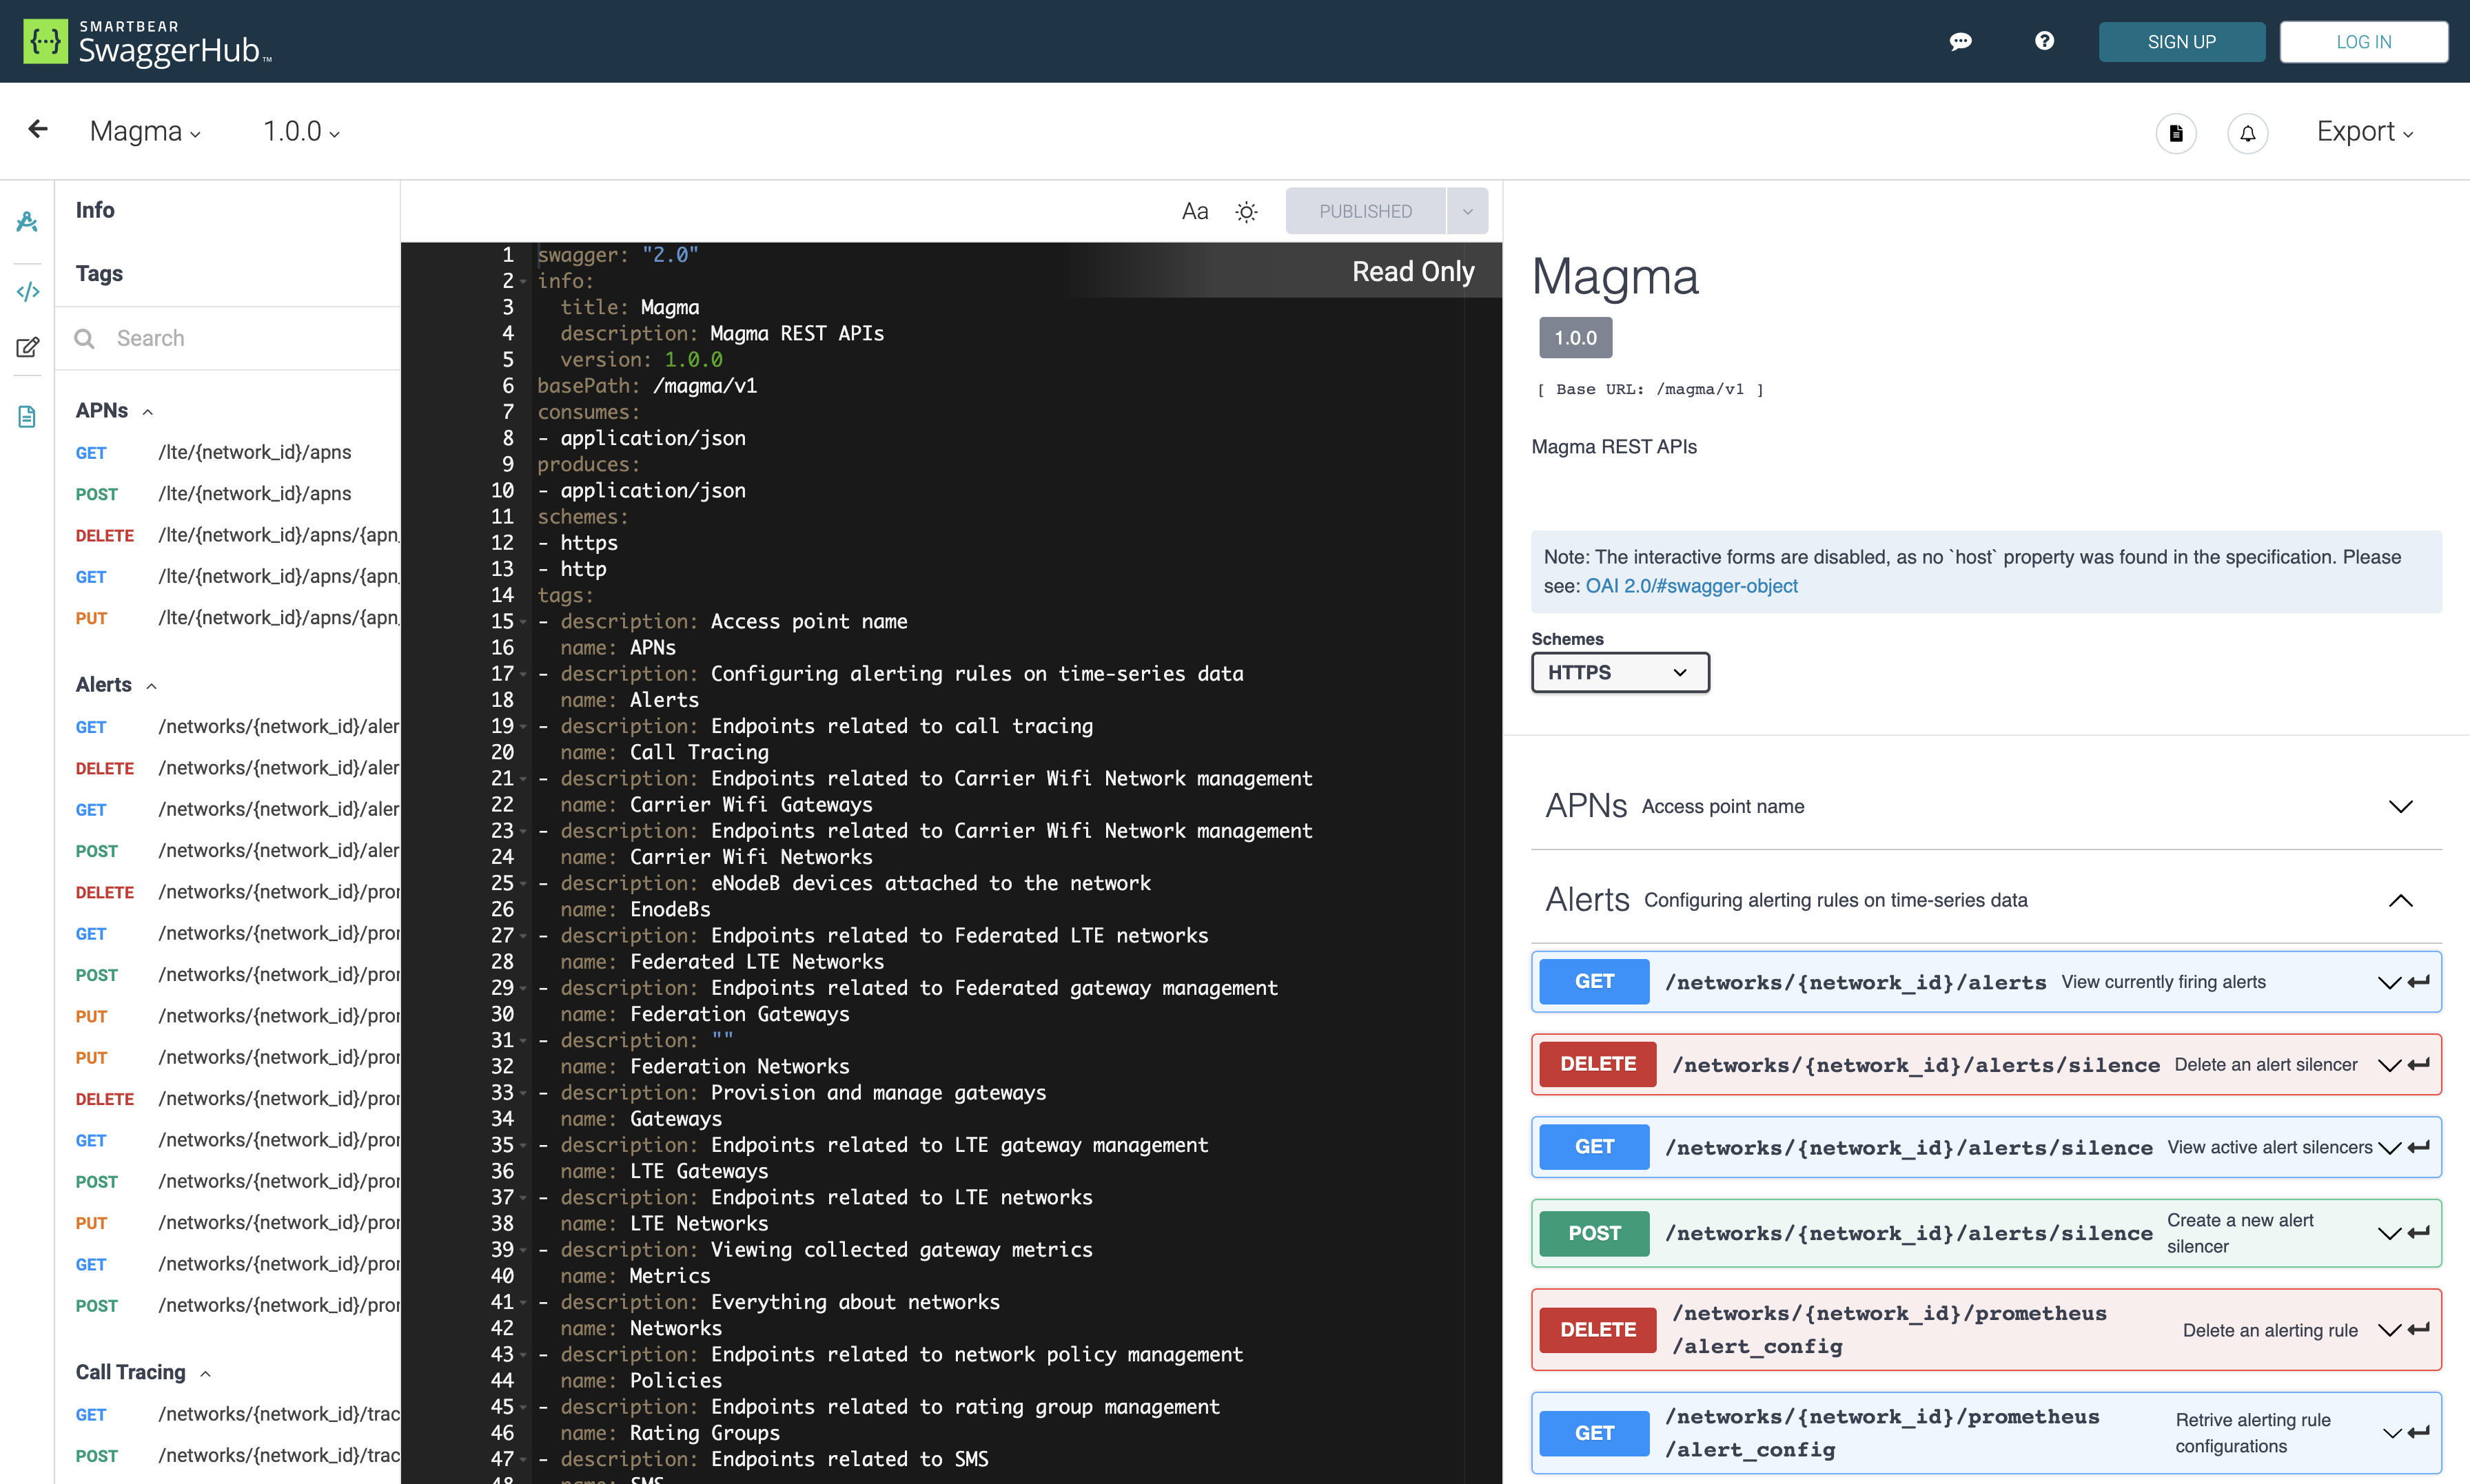 SMARTBEAR
SwaggerHub™
SIGN UP
LOG IN
Magma
1.0.0
Export
Info
Tags
Search
APNs
GET /lte/{network_id}/apns
POST /lte/{network_id}/apns
DELETE /lte/{network_id}/apns/{apn_
GET /lte/{network_id}/apns/{apn_
PUT /lte/{network_id}/apns/{apn_
Alerts
GET /networks/{network_id}/aler
DELETE /networks/{network_id}/aler
GET /networks/{network_id}/aler
POST /networks/{network_id}/aler
DELETE /networks/{network_id}/pror
GET /networks/{network_id}/pror
POST /networks/{network_id}/pror
PUT /networks/{network_id}/pror
PUT /networks/{network_id}/pror
DELETE /networks/{network_id}/pror
GET /networks/{network_id}/pror
POST /networks/{network_id}/pror
PUT /networks/{network_id}/pror
GET /networks/{network_id}/pror
POST /networks/{network_id}/pror
Call Tracing
GET /networks/{network_id}/trac
POST /networks/{network_id}/trac
Aa
PUBLISHED
Read Only
1 swagger: "2.0"
2 info:
3 title: Magma
4 description: Magma REST APIs
5 version: 1.0.0
6 basePath: /magma/v1
7 consumes:
8 - application/json
9 produces:
10 - application/json
11 schemes:
12 - https
13 - http
14 tags:
15 - description: Access point name
16 name: APNs
17 - description: Configuring alerting rules on time-series data
18 name: Alerts
19 - description: Endpoints related to call tracing
20 name: Call Tracing
21 - description: Endpoints related to Carrier Wifi Network management
22 name: Carrier Wifi Gateways
23 - description: Endpoints related to Carrier Wifi Network management
24 name: Carrier Wifi Networks
25 - description: eNodeB devices attached to the network
26 name: EnodeBs
27 - description: Endpoints related to Federated LTE networks
28 name: Federated LTE Networks
29 - description: Endpoints related to Federated gateway management
30 name: Federation Gateways
31 - description: ""
32 name: Federation Networks
33 - description: Provision and manage gateways
34 name: Gateways
35 - description: Endpoints related to LTE gateway management
36 name: LTE Gateways
37 - description: Endpoints related to LTE networks
38 name: LTE Networks
39 - description: Viewing collected gateway metrics
40 name: Metrics
41 - description: Everything about networks
42 name: Networks
43 - description: Endpoints related to network policy management
44 name: Policies
45 - description: Endpoints related to rating group management
46 name: Rating Groups
47 - description: Endpoints related to SMS
48 name: SMS
Magma
1.0.0
[ Base URL: /magma/v1 ]
Magma REST APIs
Note: The interactive forms are disabled, as no `host` property was found in the specification. Please
see: OAI 2.0/#swagger-object
Schemes
HTTPS
APNs Access point name
Alerts Configuring alerting rules on time-series data
GET /networks/{network_id}/alerts View currently firing alerts
DELETE /networks/{network_id}/alerts/silence Delete an alert silencer
GET /networks/{network_id}/alerts/silence View active alert silencers
POST /networks/{network_id}/alerts/silence Create a new alert
silencer
DELETE /networks/{network_id}/prometheus
/alert_config Delete an alerting rule
GET /networks/{network_id}/prometheus
/alert_config Retrive alerting rule
configurations